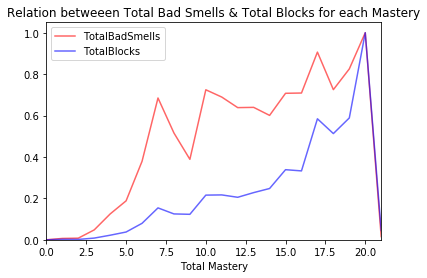 Relation betweeen Total Bad Smells & Total Blocks for each Mastery
TotalBadSmells
TotalBlocks
1.0
0.8
0.6
0.4
0.2
0.0
0.0 2.5 5.0 7.5 10.0 12.5 15.0 17.5 20.0
Total Mastery